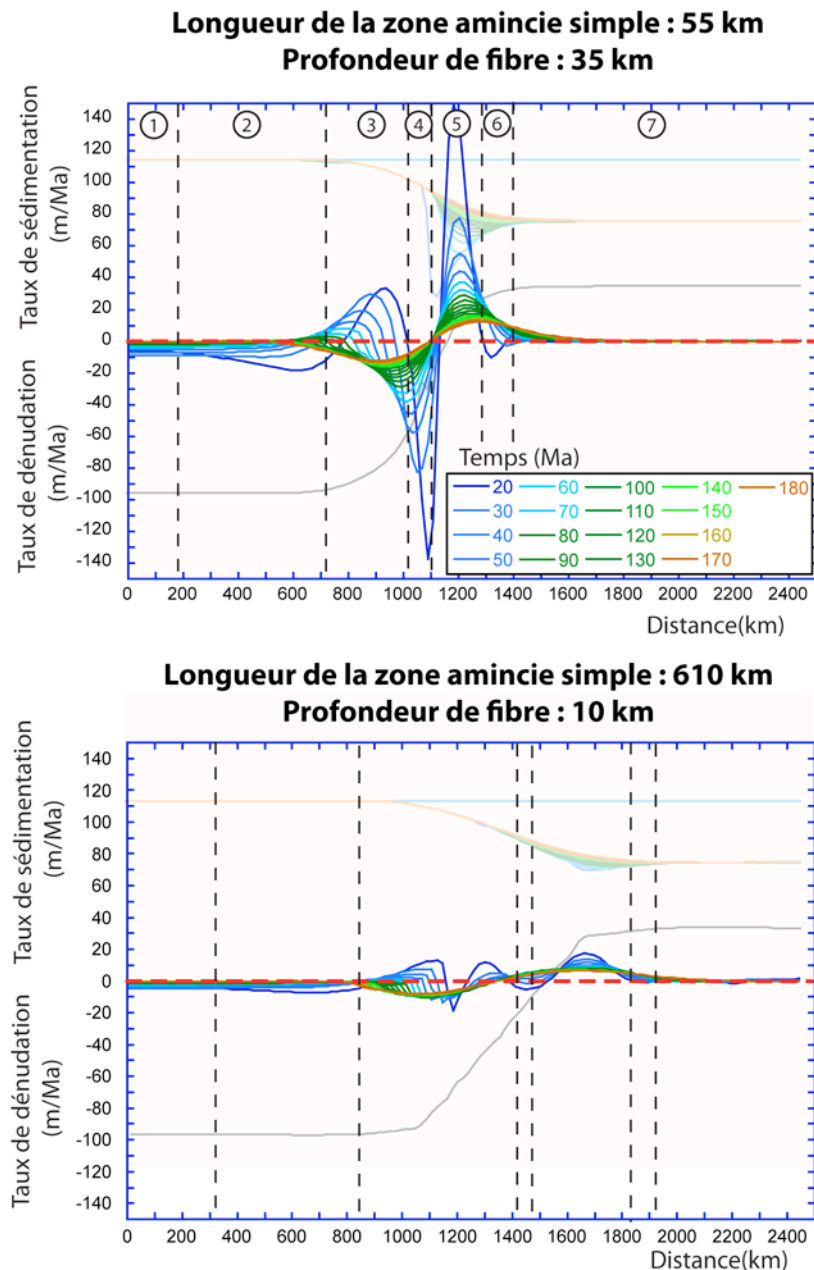 Longueur de la zone amincie simple : 55 km
Profondeur de fibre : 35 km
Taux de sédimentation
(m/Ma)
Taux de dénudation
(m/Ma)
140
120
100
80
60
40
20
0
-20
-40
-60
-80
-100
-120
-140
1 2 3 4 5 6 7
Temps (Ma)
20 60 100 140 180
30 70 110 150
40 80 120 160
50 90 130 170
0 200 400 600 800 1000 1200 1400 1600 1800 2000 2200 2400
Distance(km)
Longueur de la zone amincie simple : 610 km
Profondeur de fibre : 10 km
Taux de sédimentation
(m/Ma)
Taux de dénudation
(m/Ma)
140
120
100
80
60
40
20
0
-20
-40
-60
-80
-100
-120
-140
0 200 400 600 800 1000 1200 1400 1600 1800 2000 2200 2400
Distance(km)